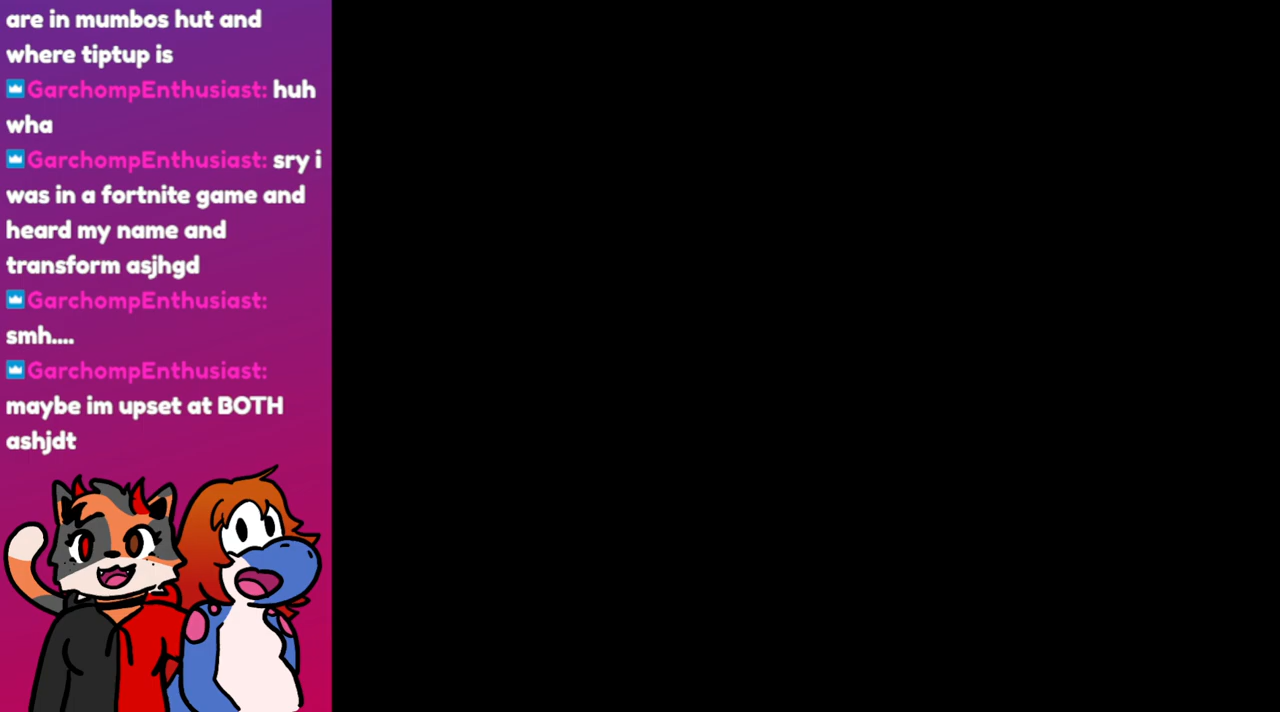 are in mumbos hut and
where tiptup is
GarchompEnthusiast: huh
wha
GarchompEnthusiast: sry i
was in a fortnite game and
heard my name and
transform asjhgd
GarchompEnthusiast:
smh....
GarchompEnthusiast:
maybe im upset at BOTH
ashjdt